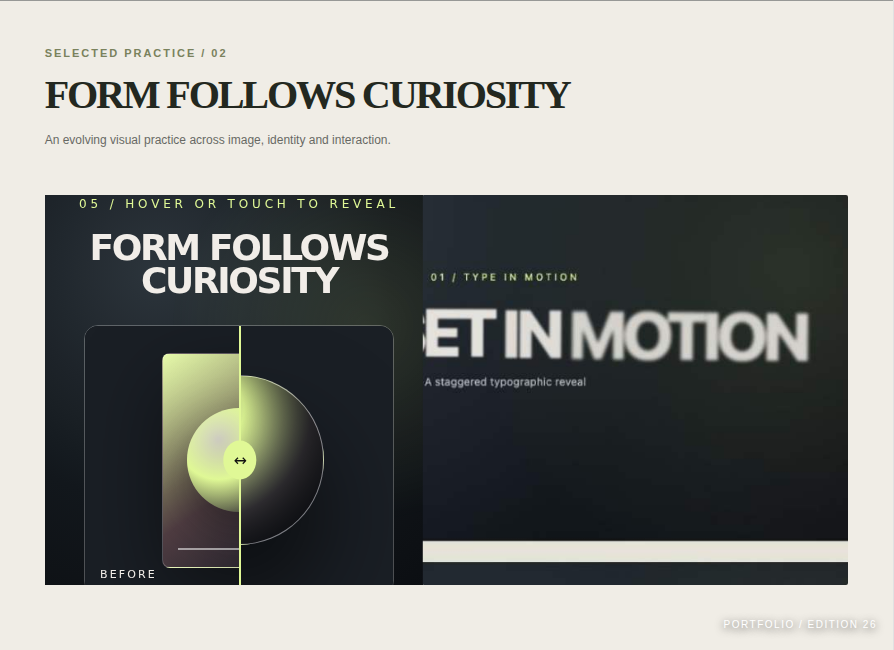 SELECTED PRACTICE / 02
FORM FOLLOWS CURIOSITY
An evolving visual practice across image, identity and interaction.
05 / HOVER OR TOUCH TO REVEAL
FORM FOLLOWS
CURIOSITY
BEFORE
01 / TYPE IN MOTION
ET IN MOTION
A staggered typographic reveal
PORTFOLIO / EDITION 26